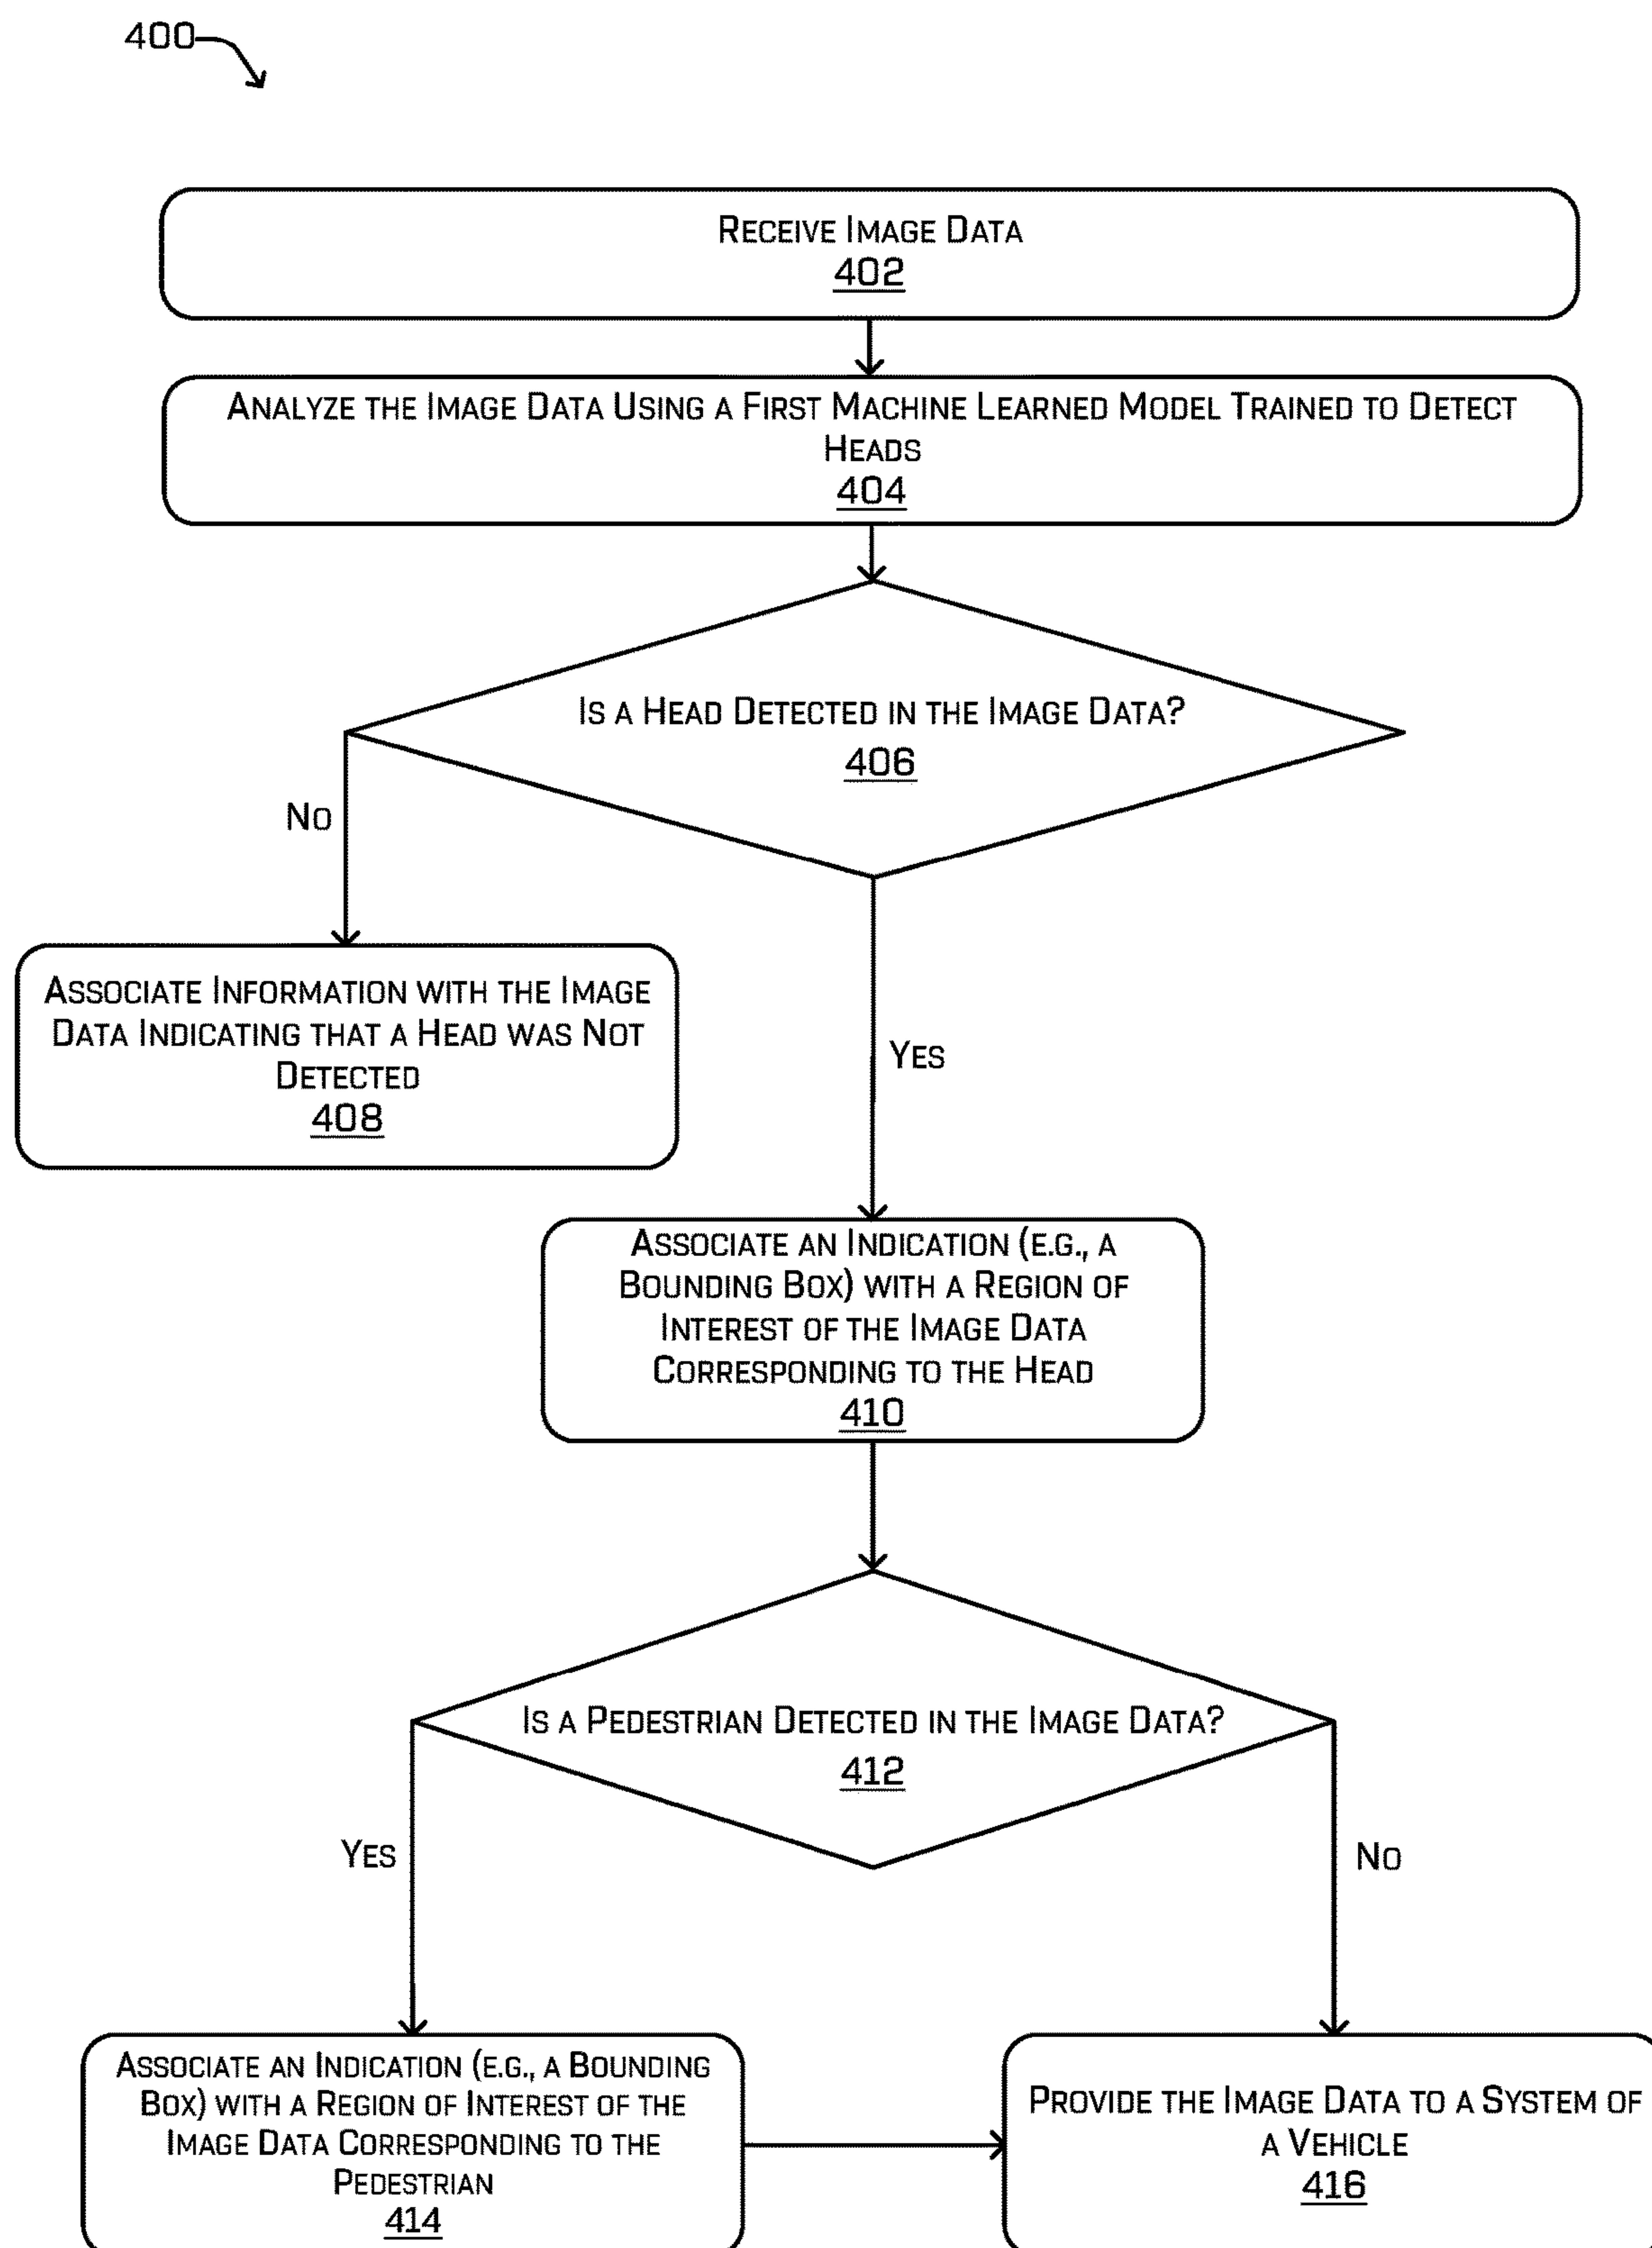 400
Receive Image Data
402
Analyze the Image Data Using a First Machine Learned Model Trained to Detect
Heads
404
Is a Head Detected in the Image Data?
406
No
Associate Information with the Image
Data Indicating that a Head was Not
Detected
408
Yes
Associate an Indication (e.g., a
Bounding Box) with a Region of
Interest of the Image Data
Corresponding to the Head
410
Is a Pedestrian Detected in the Image Data?
412
Yes
No
Associate an Indication (e.g., a Bounding
Box) with a Region of Interest of the
Image Data Corresponding to the
Pedestrian
414
Provide the Image Data to a System of
a Vehicle
416